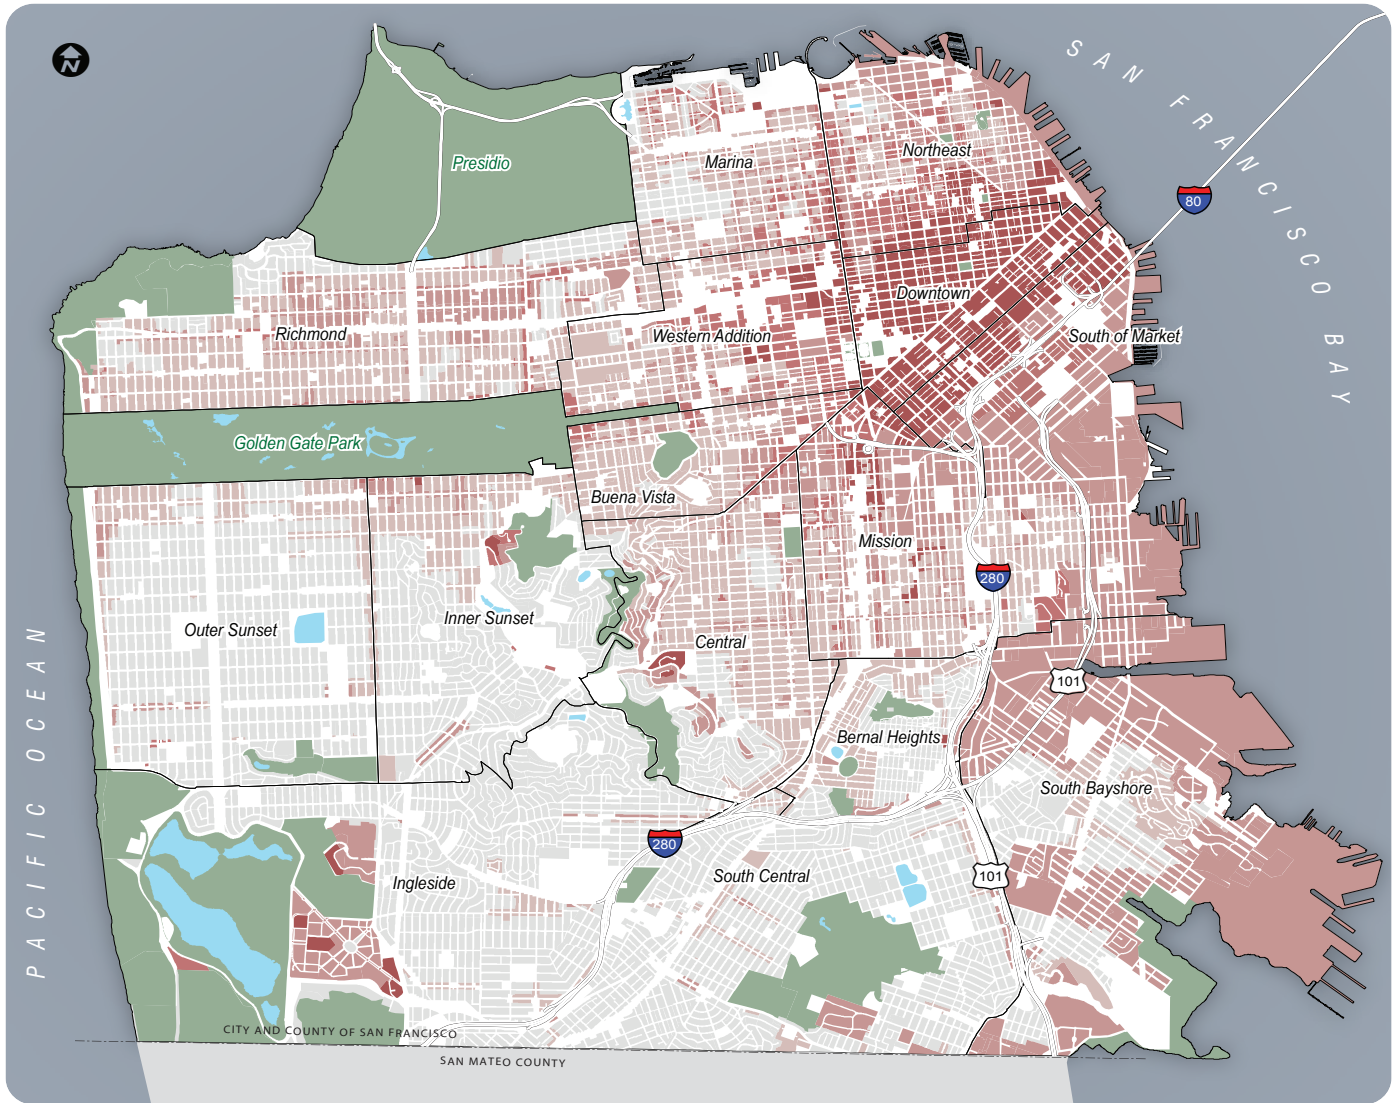 N
SAN FRANCISCO BAY
80
Presidio
Marina
Northeast
Downtown
Richmond
Western Addition
South of Market
Golden Gate Park
Buena Vista
Mission
280
Outer Sunset
Inner Sunset
Central
PACIFIC OCEAN
101
Bernal Heights
South Bayshore
280
Ingleside
South Central
101
CITY AND COUNTY OF SAN FRANCISCO
SAN MATEO COUNTY